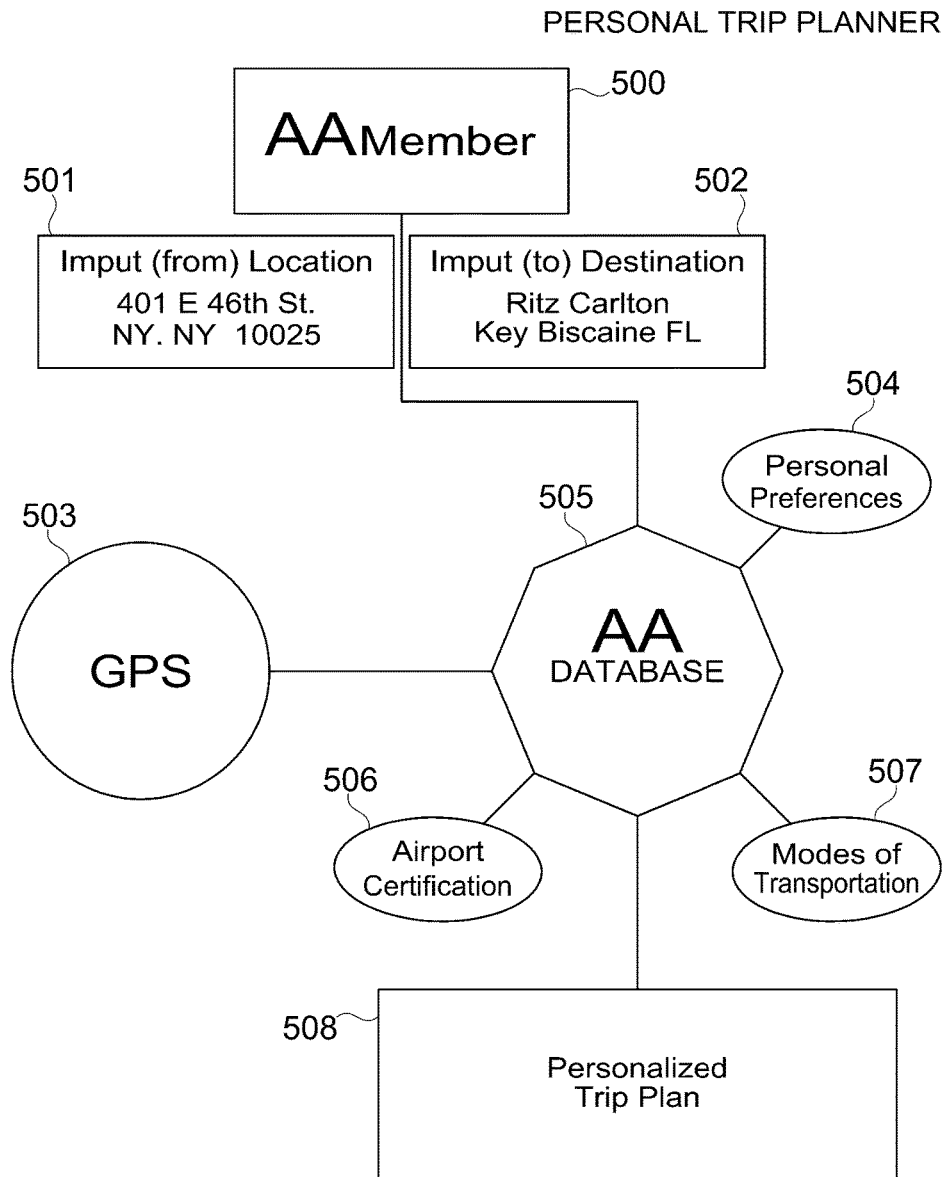 PERSONAL TRIP PLANNER
500
AA Member
501
502
Imput (from) Location
401 E 46th St.
NY. NY 10025
Imput (to) Destination
Ritz Carlton
Key Biscaine FL
504
Personal
Preferences
503
505
GPS
AA
DATABASE
506
507
Airport
Certification
Modes of
Transportation
508
Personalized
Trip Plan